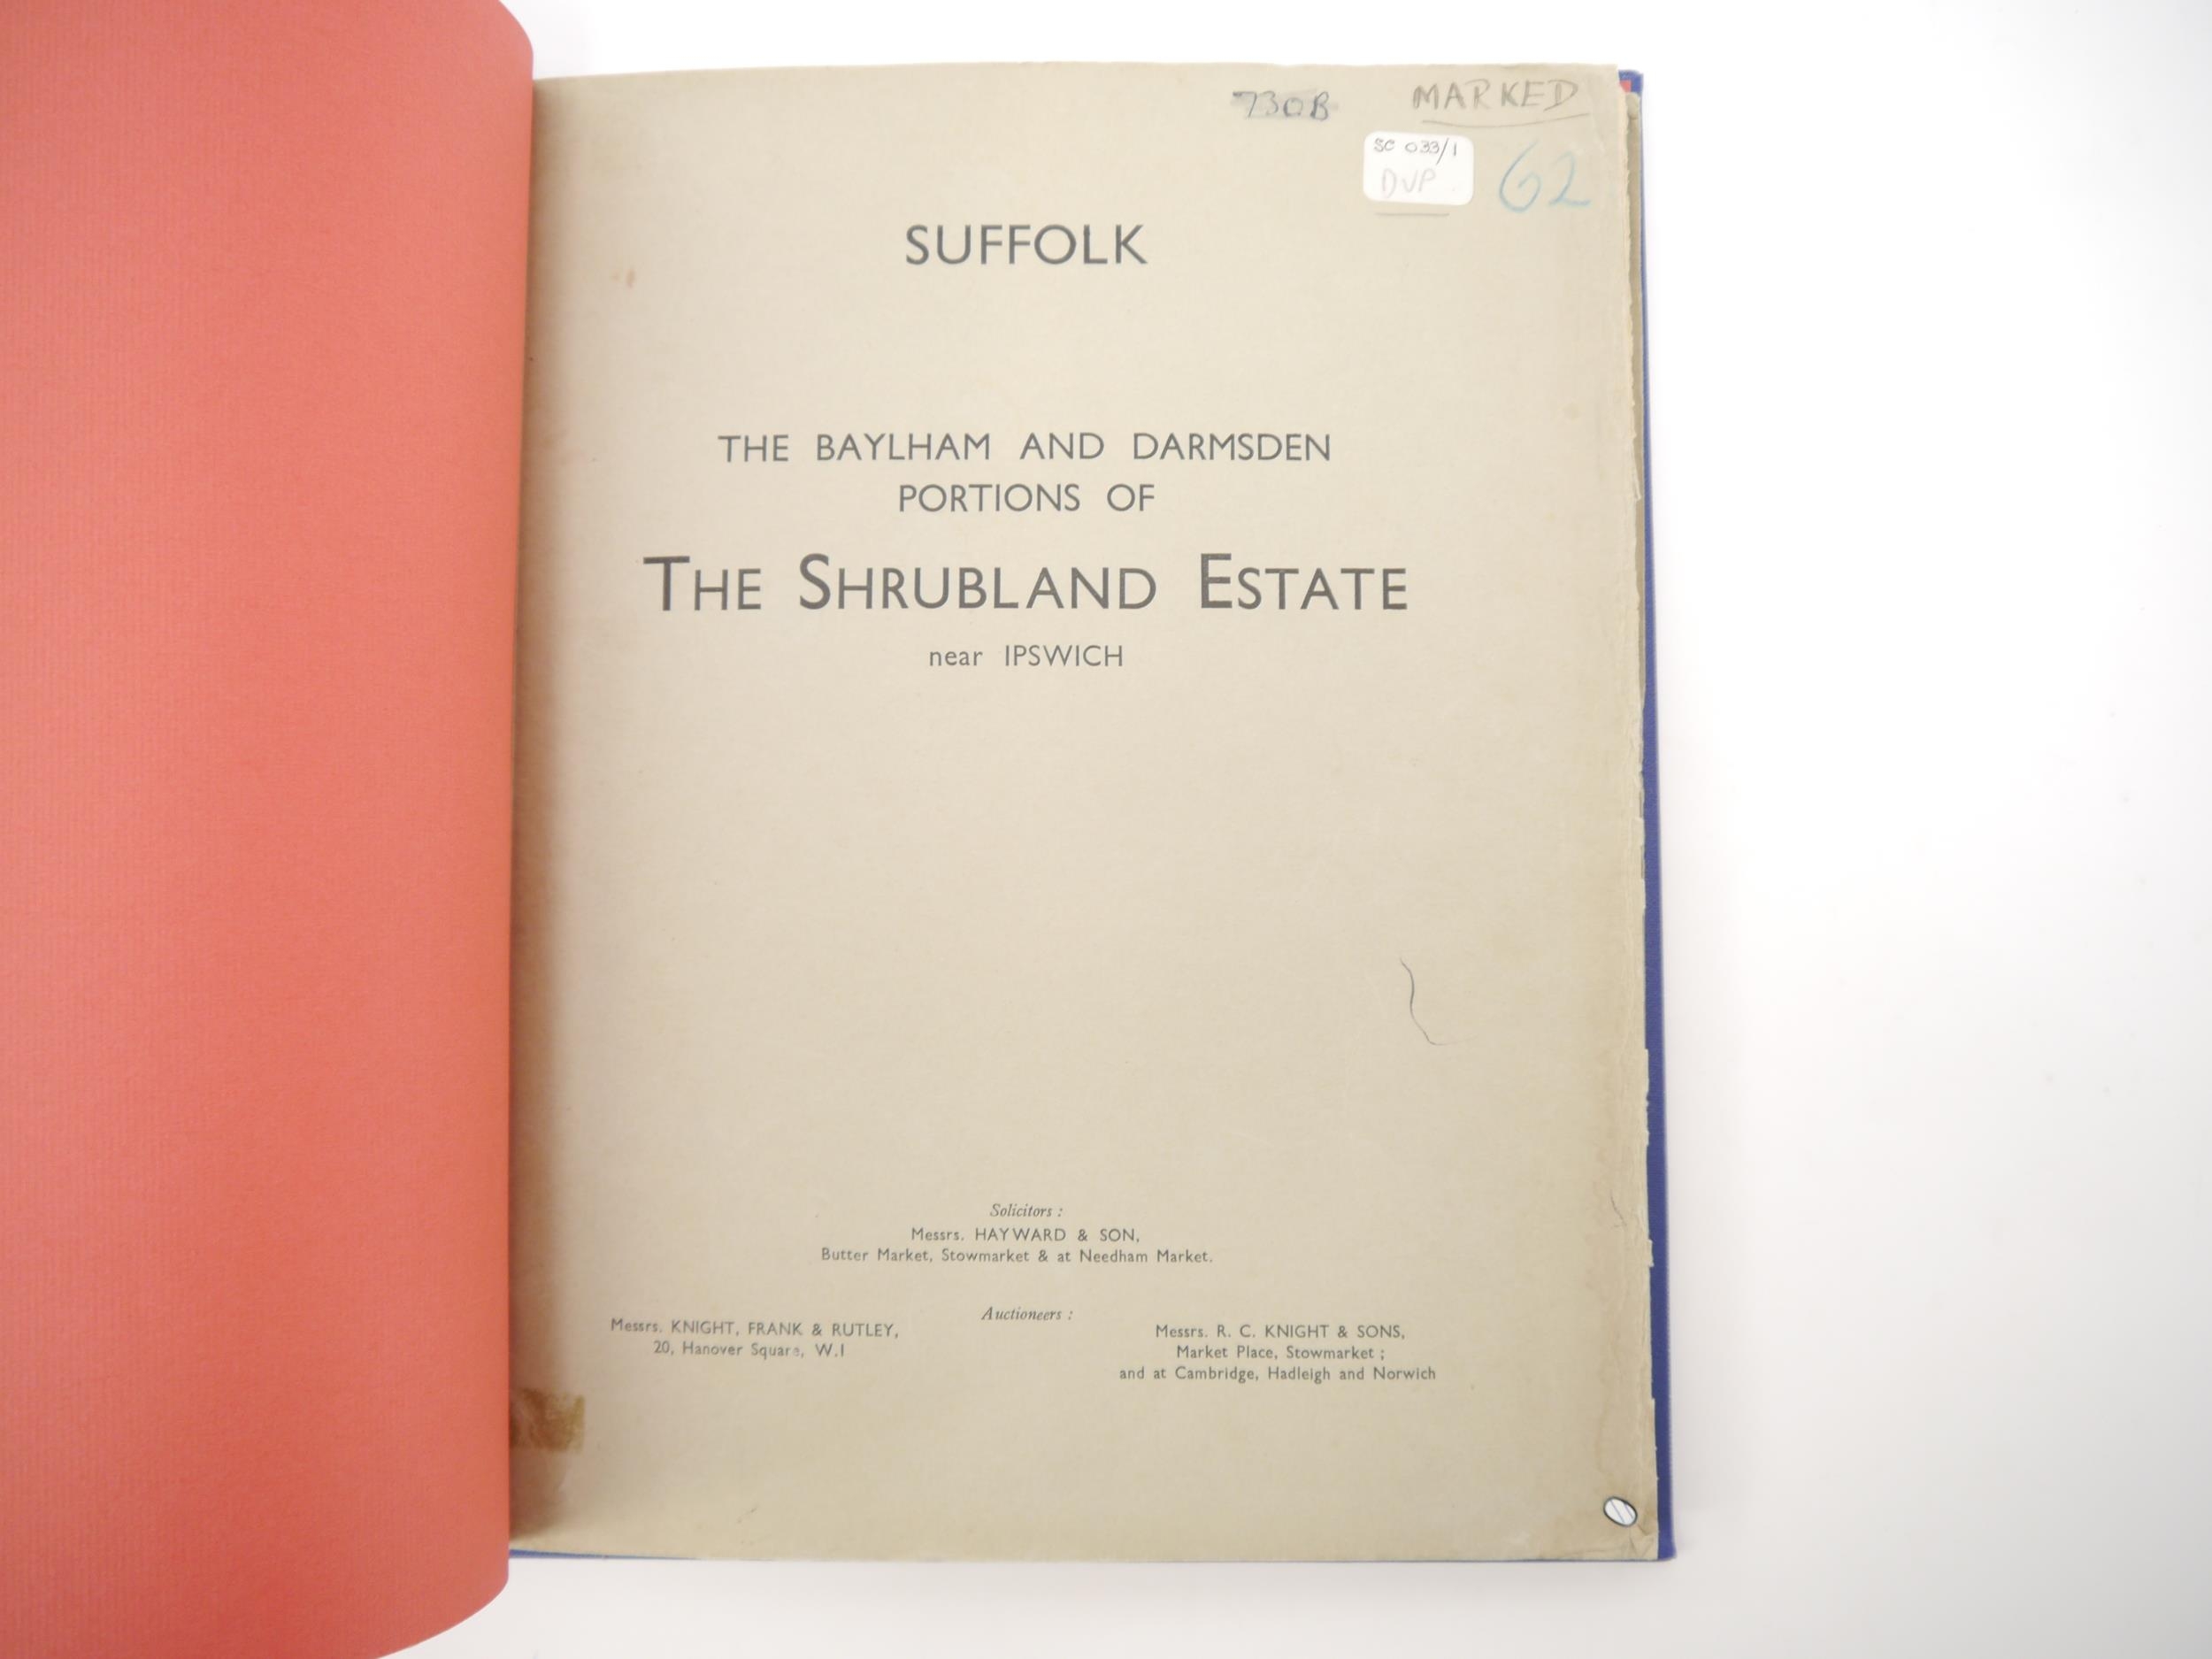 730B MARKED
SC 033/1
DVP
62
SUFFOLK
THE BAYLHAM AND DARMSDEN
PORTIONS OF
THE SHRUBLAND ESTATE
near IPSWICH
Solicitors :
Messrs. HAYWARD & SON,
Butter Market, Stowmarket & at Needham Market.
Auctioneers :
Messrs. KNIGHT, FRANK & RUTLEY,
20, Hanover Square, W.1
Messrs. R. C. KNIGHT & SONS,
Market Place, Stowmarket ;
and at Cambridge, Hadleigh and Norwich